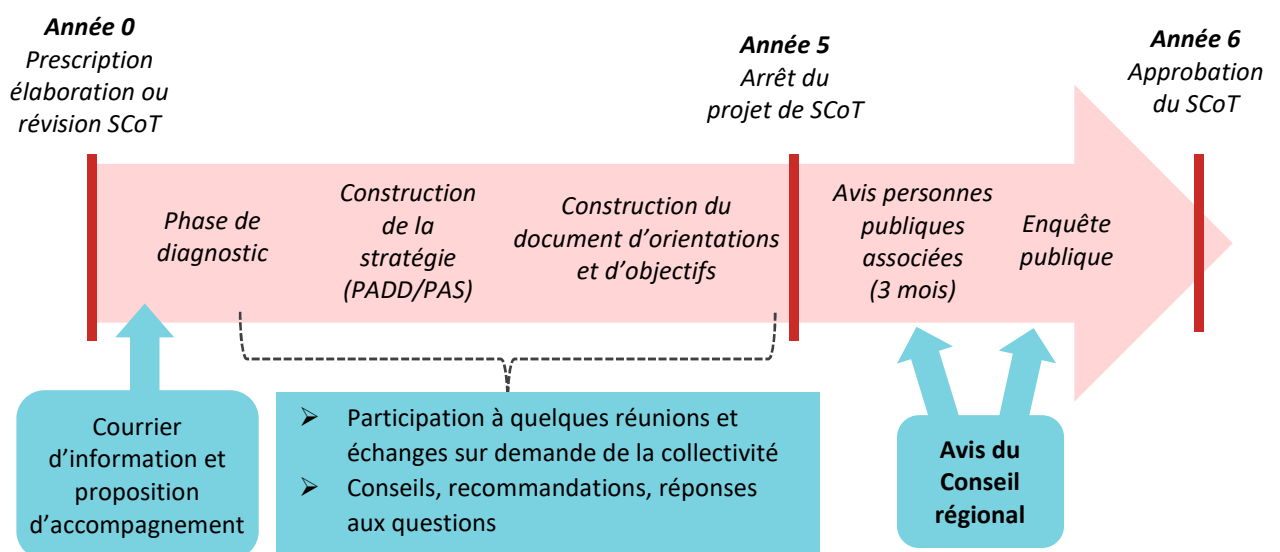 Année 0
Prescription
élaboration ou
révision SCoT
Année 5
Arrêt du
projet de SCoT
Année 6
Approbation
du SCoT
Phase de
diagnostic
Construction
de la
stratégie
(PADD/PAS)
Construction du
document d'orientations
et d'objectifs
Avis personnes
publiques
associées
(3 mois)
Enquête
publique
Courrier
d'information et
proposition
d'accompagnement
➢ Participation à quelques réunions et
échanges sur demande de la collectivité
➢ Conseils, recommandations, réponses
aux questions
Avis du
Conseil
régional